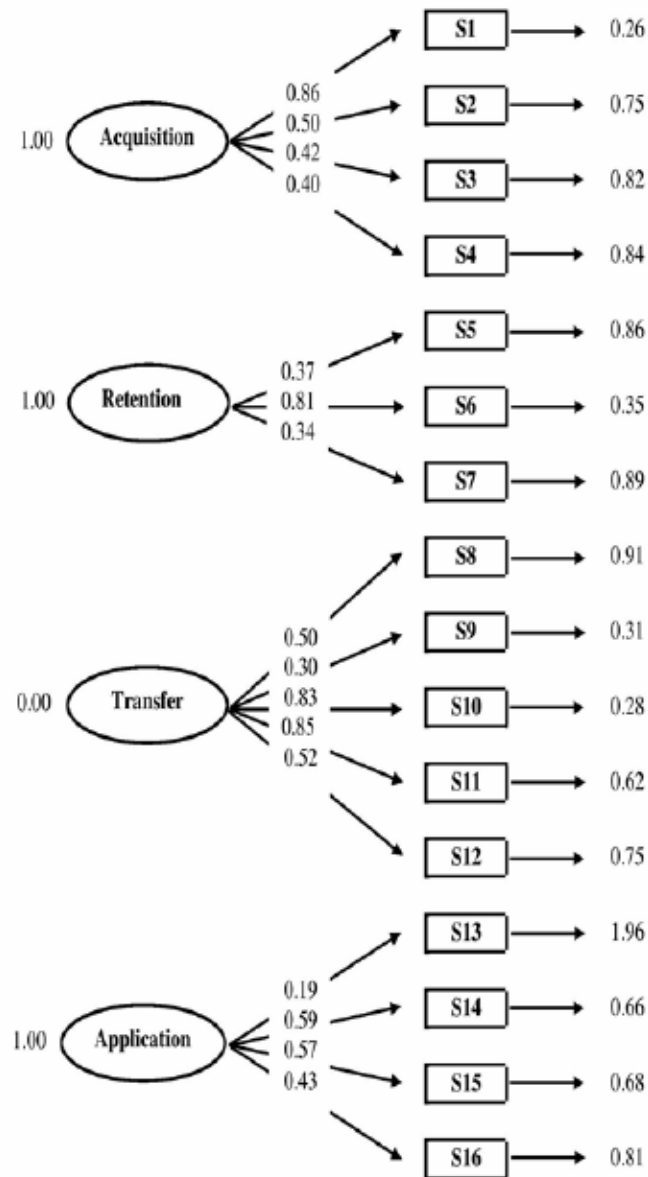 S1 0.26
0.86
S2 0.75
0.50
1.00 Acquisition
0.42
S3 0.82
0.40
S4 0.84
S5 0.86
0.37
1.00 Retention
0.81
S6 0.35
0.34
S7 0.89
S8 0.91
0.50
S9 0.31
0.30
0.00 Transfer
0.83
S10 0.28
0.85
0.52
S11 0.62
S12 0.75
S13 1.96
0.19
S14 0.66
0.59
1.00 Application
0.57
S15 0.68
0.43
S16 0.81